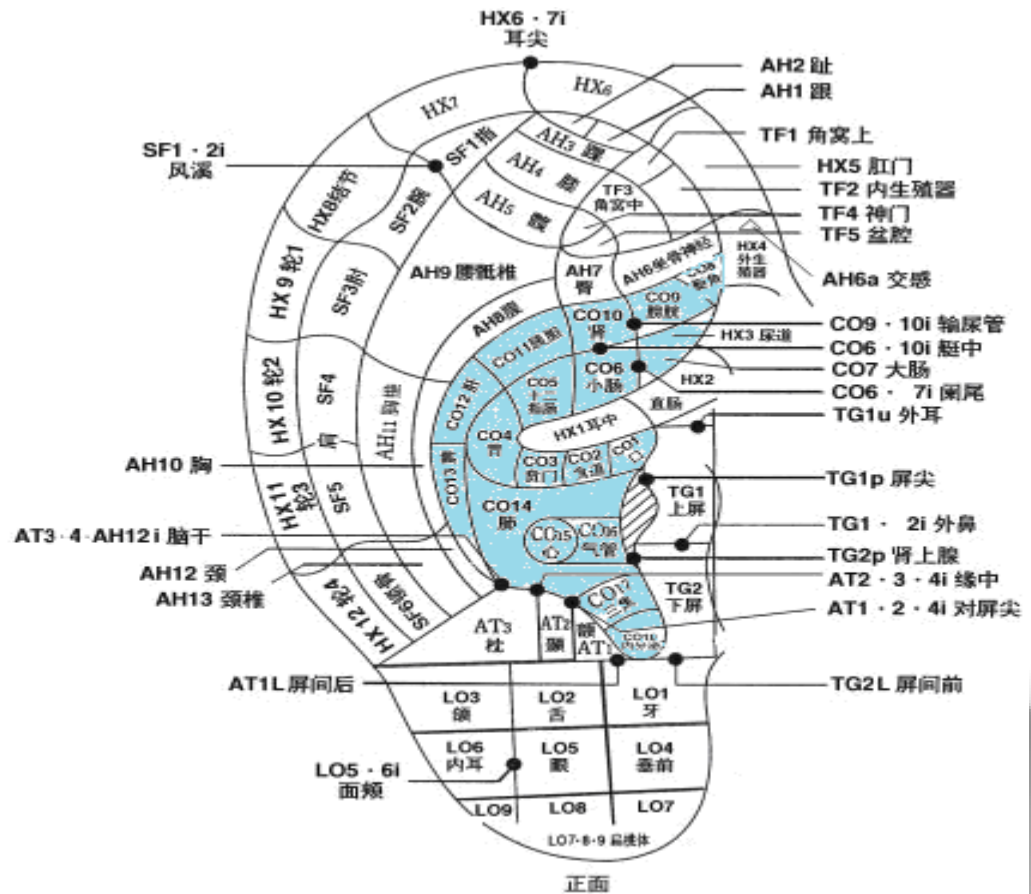 HX6・7i
耳尖
HX7
HX6
AH2 趾
AH1 跟
TF1 角窝上
HX5 肛门
TF2 内生殖器
TF4 神门
TF5 盆腔
AH6a 交感
CO9・10i 输尿管
CO6・10i 艇中
CO7 大肠
CO6・7i 阑尾
TG1u 外耳
TG1p 屏尖
TG1・2i 外鼻
TG2p 肾上腺
AT2・3・4i 缘中
AT1・2・4i 对屏尖
TG2L 屏间前
SF1・2i
风溪
HX8结节
HX9 轮1
HX10 轮2
HX11
轮3
HX12 轮4
SF1指
SF2腕
SF3肘
SF4
肩
SF5
SF6锁骨
AH3 踝
AH4 膝
AH5 髋
TF3
角窝中
AH9 腰骶椎
AH7
臀
AH6坐骨神经
HX4
外生
殖器
AH8腹
AH11 胸椎
CO8
CO9
膀胱
CO10
肾
CO11胰胆
HX3 尿道
CO12 肝
CO5
十二
指肠
CO6
小肠
HX2
直肠
HX1耳中
CO4
胃
CO3
贲门
CO2
食道
CO1
口
CO13 脾
CO14
肺
CO15
心
CO16
气管
TG1
上屏
CO17
三焦
TG2
下屏
CO18
内分泌
AH10 胸
AT3・4・AH12i 脑干
AH12 颈
AH13 颈椎
AT3
枕
AT2
颞
额
AT1
AT1L 屏间后
LO3
颌
LO2
舌
LO1
牙
LO6
内耳
LO5
眼
LO4
垂前
LO5・6i
面颊
LO9
LO8
LO7
LO7・8・9 扁桃体
正面